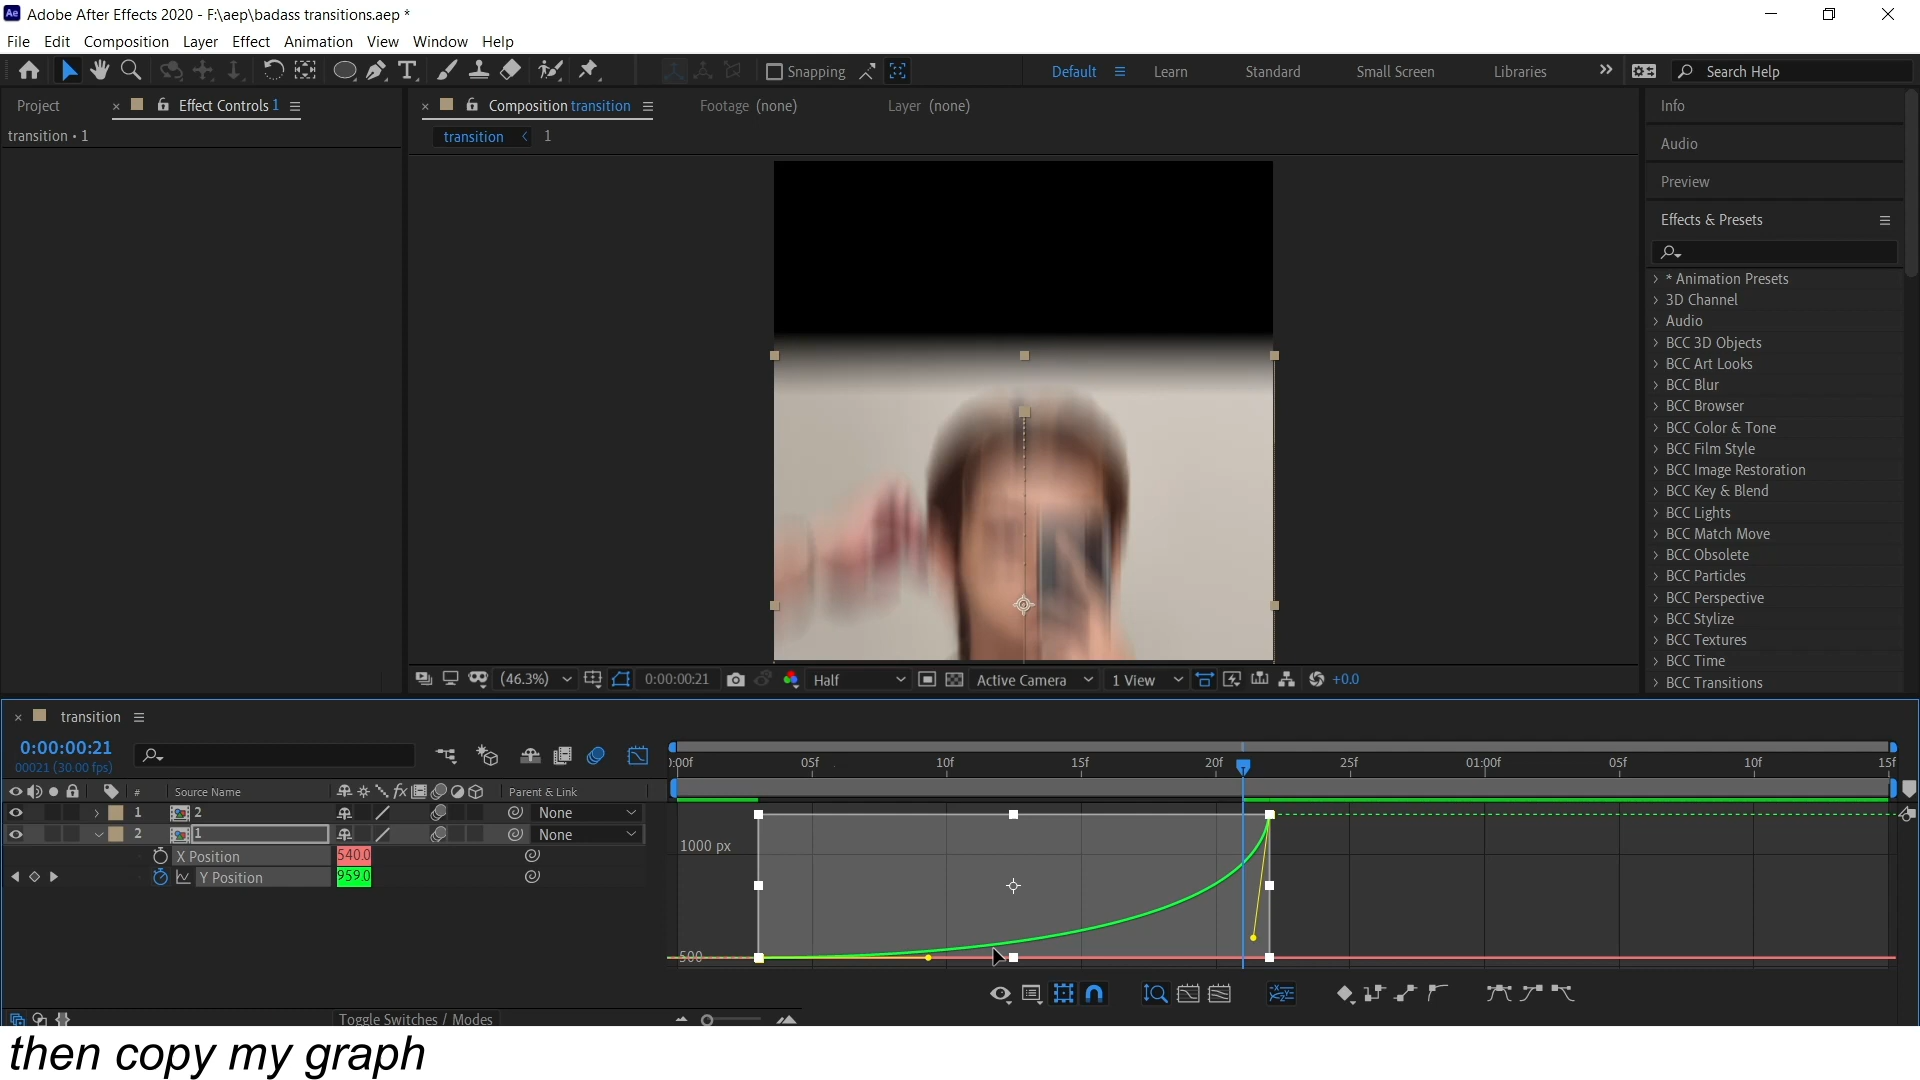 Ae Adobe After Effects 2020 - F:\aep\badass transitions.aep *
File Edit Composition Layer Effect Animation View Window Help
Snapping Default Learn Standard Small Screen Libraries Search Help
Project Effect Controls 1 Composition transition Footage (none) Layer (none) Info
transition • 1
transition 1
Audio
Preview
Effects & Presets
* Animation Presets
3D Channel
Audio
BCC 3D Objects
BCC Art Looks
BCC Blur
BCC Browser
BCC Color & Tone
BCC Film Style
BCC Image Restoration
BCC Key & Blend
BCC Lights
BCC Match Move
BCC Obsolete
BCC Particles
BCC Perspective
BCC Stylize
BCC Textures
BCC Time
BCC Transitions
(46.3%) 0:00:00:21 Half Active Camera 1 View +0.0
transition
0:00:00:21
00021 (30.00 fps)
):00f 05f 10f 15f 20f 25f 01:00f 05f 10f 15f
# Source Name fx Parent & Link
1 2 None
2 1 None
X Position 540.0
Y Position 959.0
1000 px
500
Toggle Switches / Modes
then copy my graph